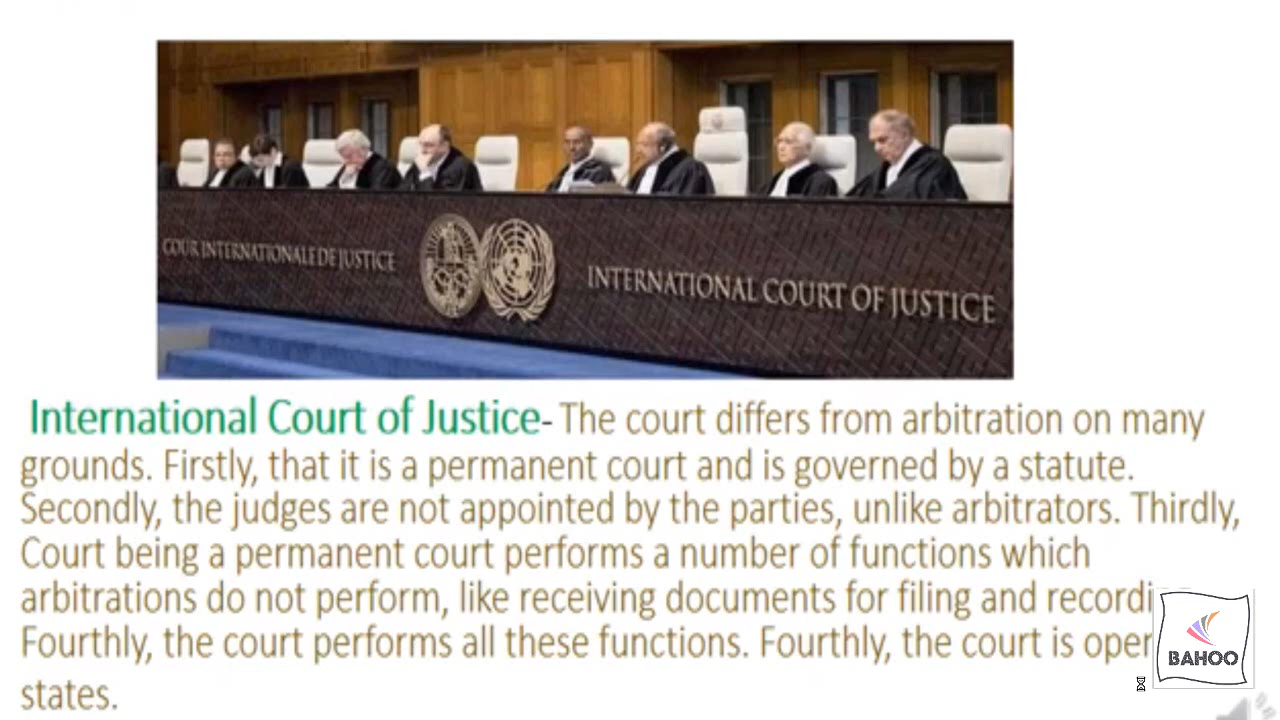 COUR INTERNATIONALE DE JUSTICE
INTERNATIONAL COURT OF JUSTICE
International Court of Justice- The court differs from arbitration on many
grounds. Firstly, that it is a permanent court and is governed by a statute.
Secondly, the judges are not appointed by the parties, unlike arbitrators. Thirdly,
Court being a permanent court performs a number of functions which
arbitrations do not perform, like receiving documents for filing and
Fourthly, the court performs all these functions. Fourthly, the court is
states.
BAHOO